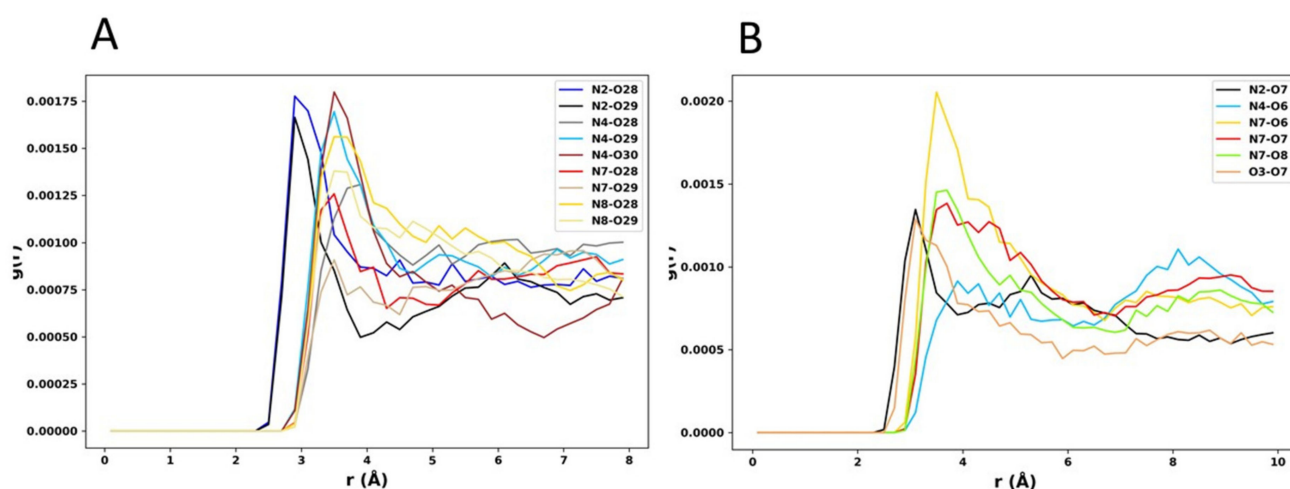 A
0.00175
0.00150
0.00125
0.00100
0.00075
0.00050
0.00025
0.00000
0 1 2 3 4 5 6 7 8
r (Å)
N2-O28
N2-O29
N4-O28
N4-O29
N4-O30
N7-O28
N7-O29
N8-O28
N8-O29
B
0.0020
0.0015
0.0010
0.0005
0.0000
0 2 4 6 8 10
r (Å)
N2-O7
N4-O6
N7-O6
N7-O7
N7-O8
O3-O7